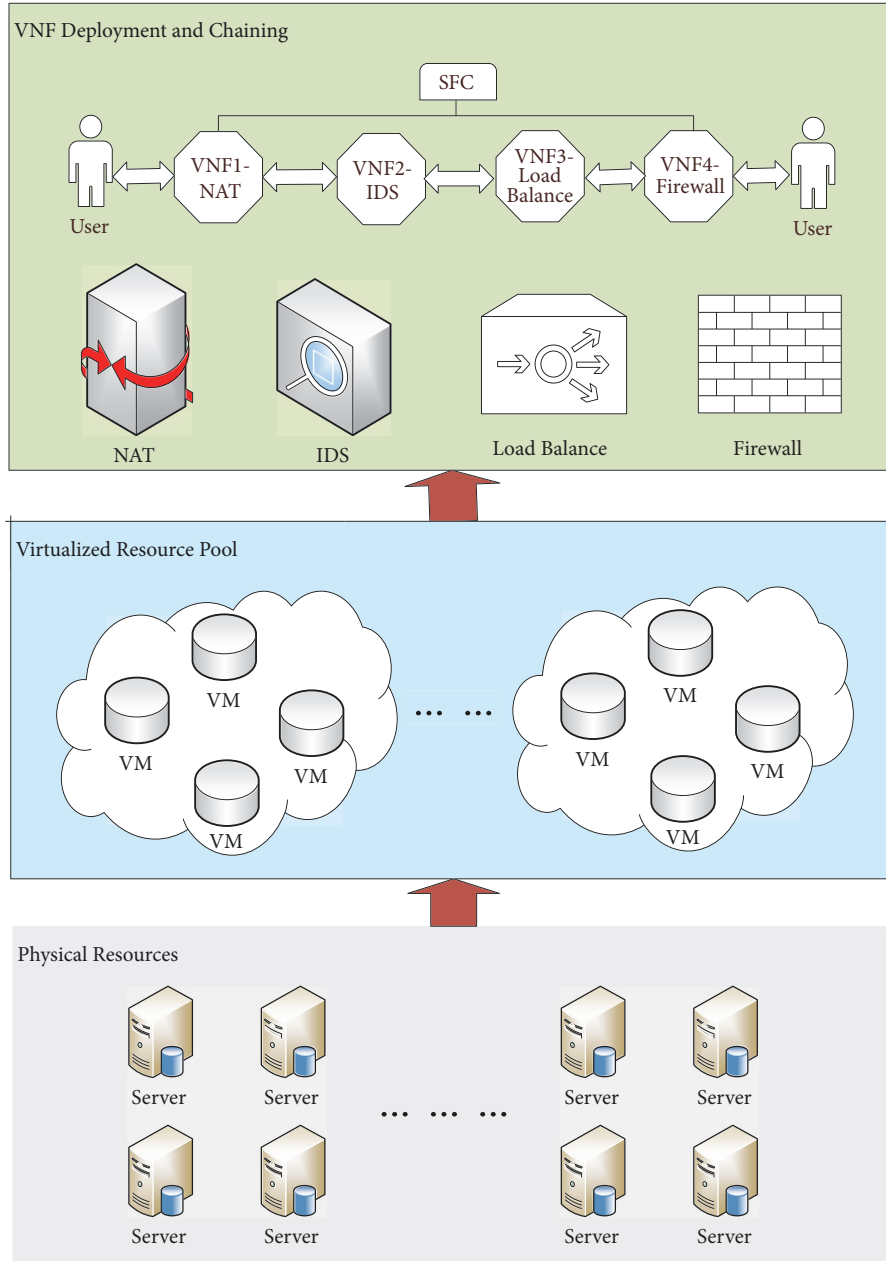 VNF Deployment and Chaining
SFC
VNF1-
NAT
VNF2-
IDS
VNF3-
Load
Balance
VNF4-
Firewall
User
User
NAT
IDS
Load Balance
Firewall
Virtualized Resource Pool
VM
VM
VM
VM
... ...
VM
VM
VM
VM
Physical Resources
Server
Server
Server
Server
... ... ...
Server
Server
Server
Server